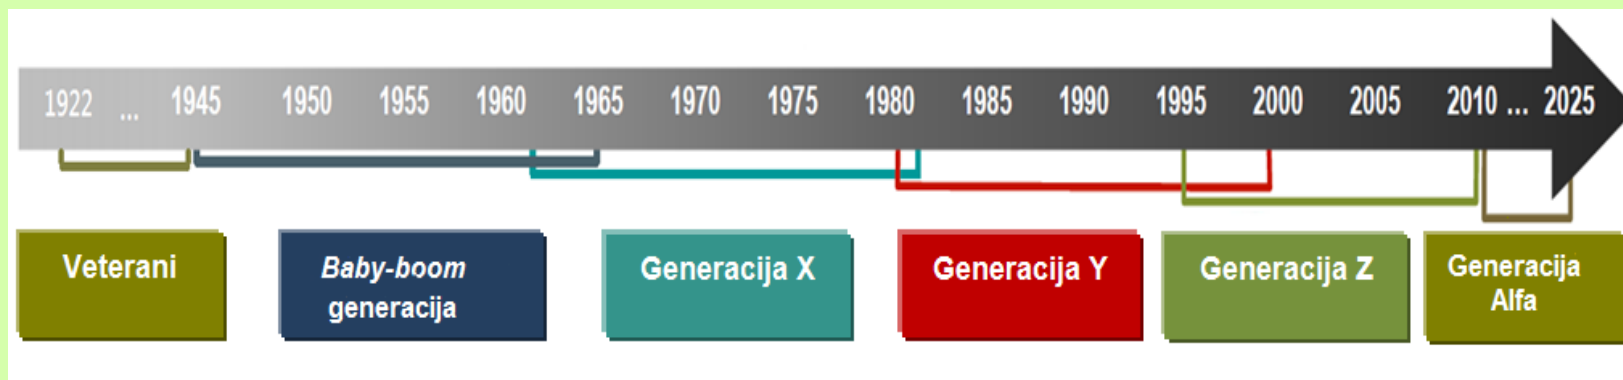 1922 ... 1945 1950 1955 1960 1965 1970 1975 1980 1985 1990 1995 2000 2005 2010 ... 2025
Veterani
Baby-boom
generacija
Generacija X
Generacija Y
Generacija Z
Generacija
Alfa